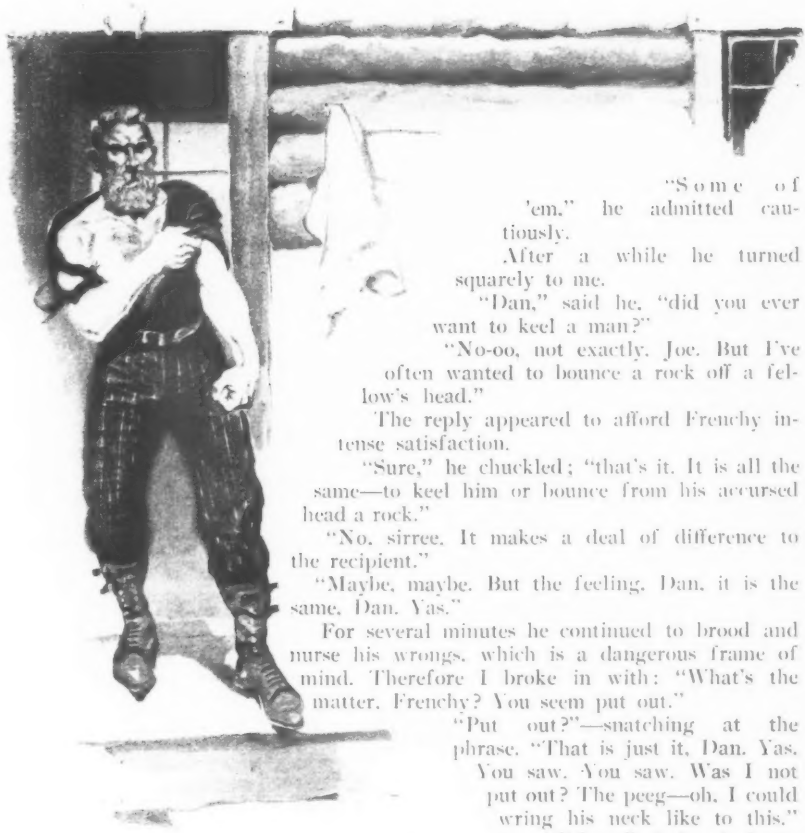 "Some of
'em," he admitted cau-
tiously.
After a while he turned
squarely to me.
"Dan," said he, "did you ever
want to keel a man?"
"No-oo, not exactly, Joe. But I've
often wanted to bounce a rock off a fel-
low's head."
The reply appeared to afford Frenchy in-
tense satisfaction.
"Sure," he chuckled; "that's it. It is all the
same—to keel him or bounce from his accursed
head a rock."
"No, sirree. It makes a deal of difference to
the recipient."
"Maybe, maybe. But the feeling, Dan, it is the
same, Dan. Yas."
For several minutes he continued to brood and
nurse his wrongs, which is a dangerous frame of
mind. Therefore I broke in with: "What's the
matter, Frenchy? You seem put out."
"Put out?"—snatching at the
phrase. "That is just it, Dan. Yas.
You saw. You saw. Was I not
put out? The peeg—oh, I could
wring his neck like to this."